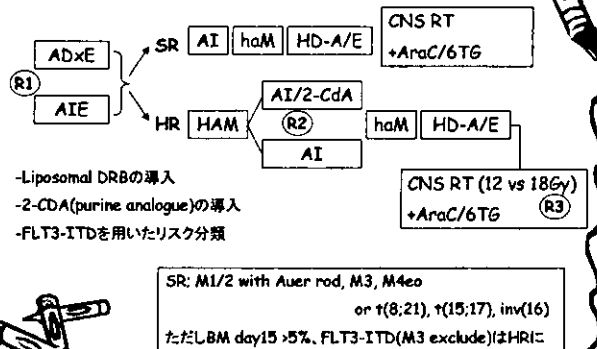 ADxE
R1
AIE
SR
AI
haM
HD-A/E
CNS RT
+AraC/6TG
HR
HAM
AI/2-CdA
R2
AI
haM
HD-A/E
CNS RT (12 vs 18Gy)
+AraC/6TG
R3
-Liposomal DRBの導入
-2-CDA(purine analogue)の導入
-FLT3-ITDを用いたリスク分類
SR; M1/2 with Auer rod, M3, M4eo
or t(8;21), t(15;17), inv(16)
ただしBM day15 >5%、FLT3-ITD(M3 exclude)はHRに